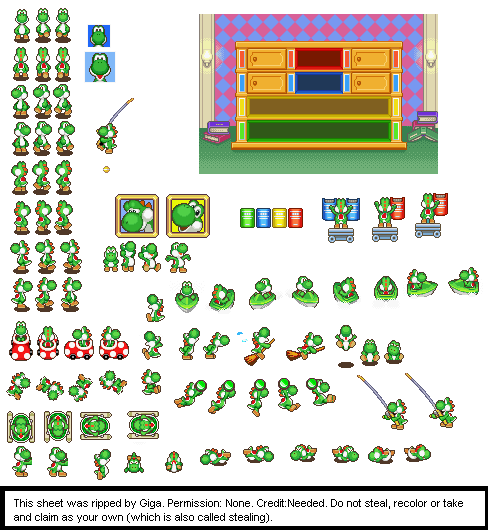 This sheet was ripped by Giga. Permission: None. Credit:Needed. Do not steal, recolor or take
and claim as your own (which is also called stealing).